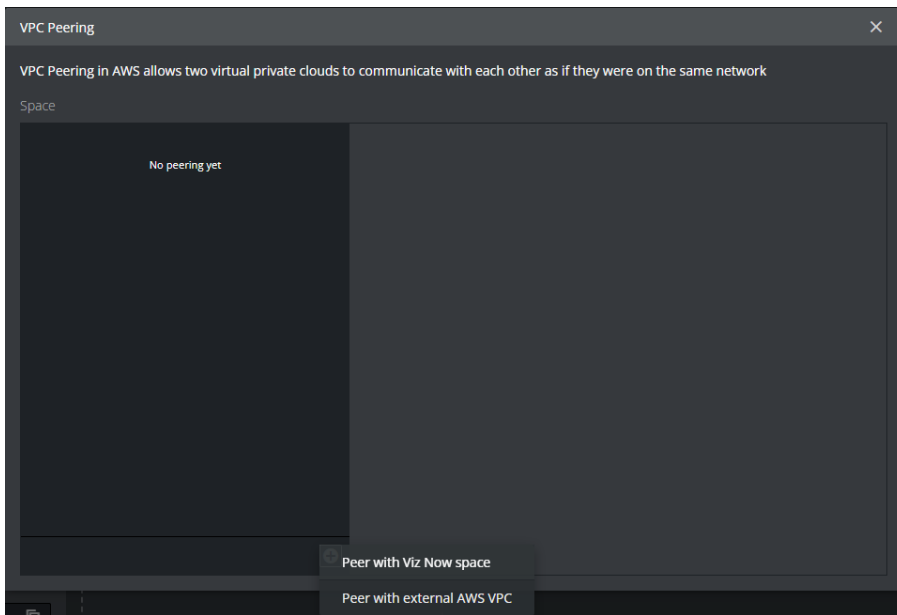 VPC Peering
VPC Peering in AWS allows two virtual private clouds to communicate with each other as if they were on the same network
Space
No peering yet
Peer with Viz Now space
Peer with external AWS VPC